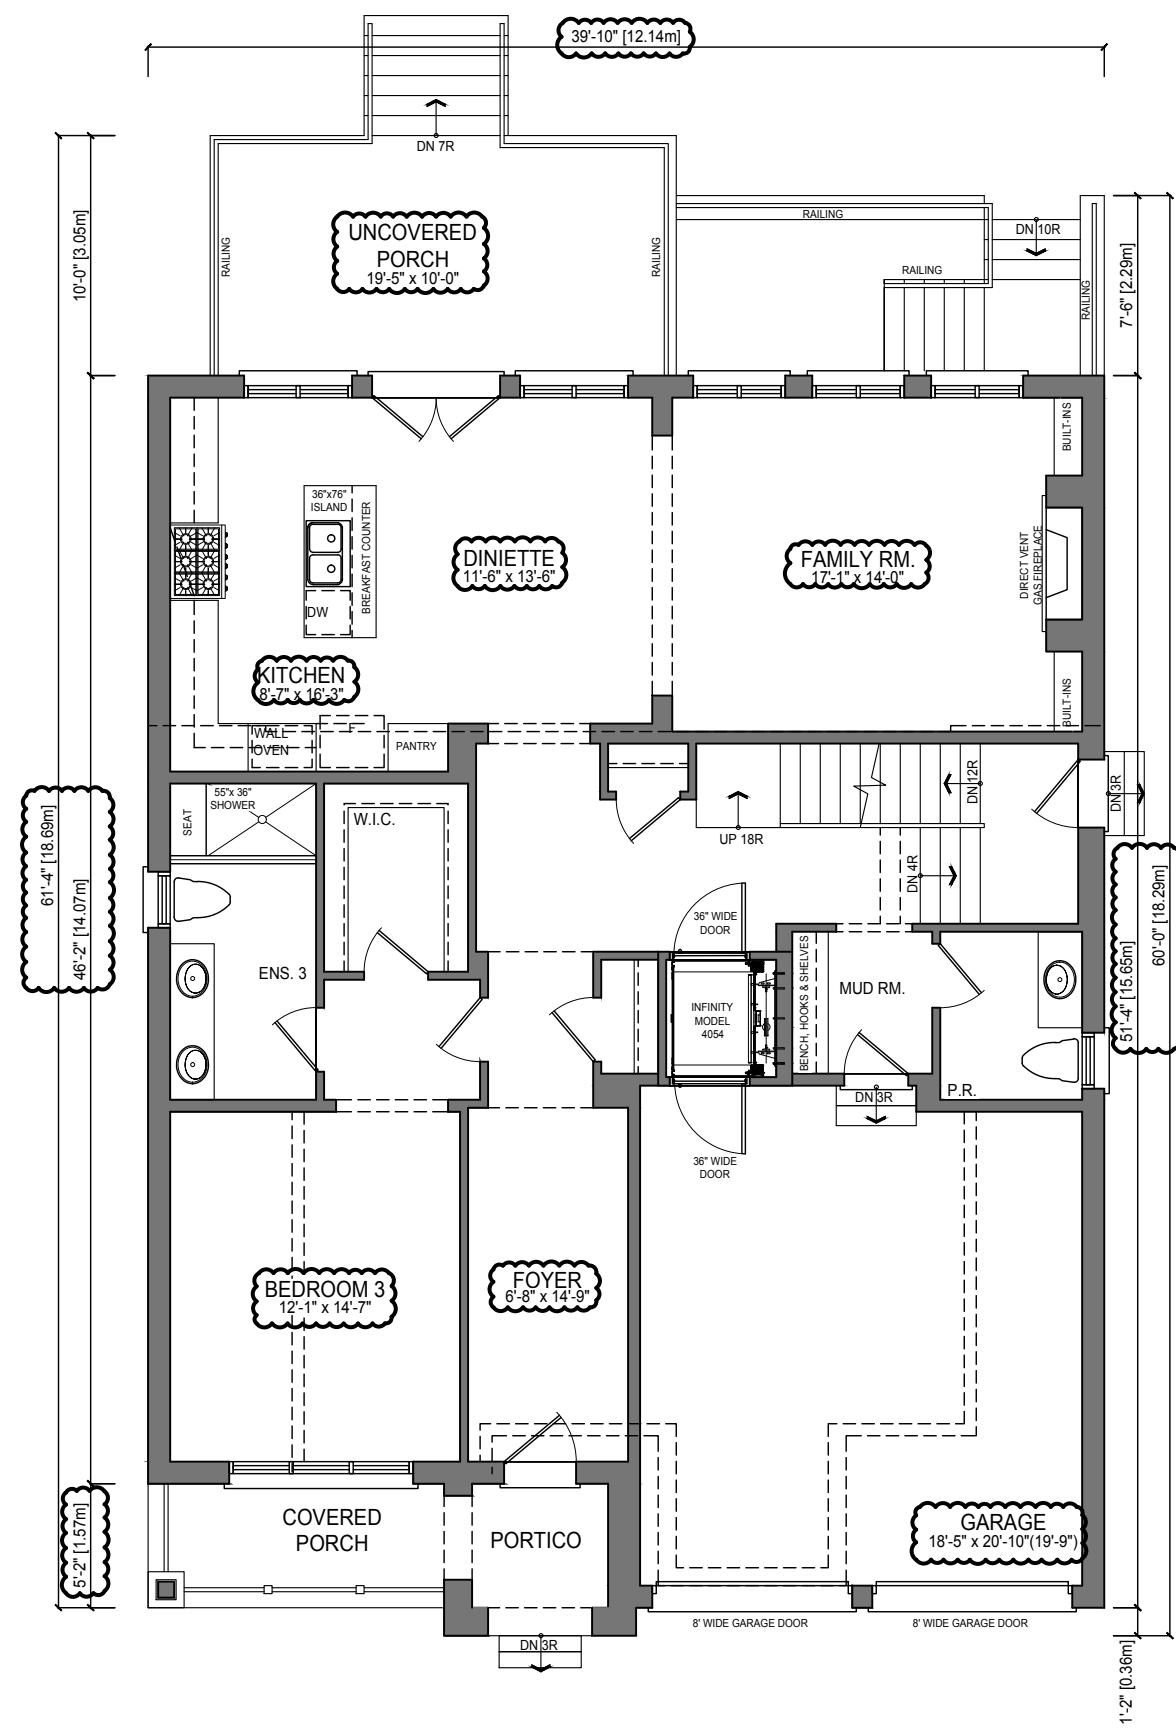 39'-10" [12.14m]
DN 7R
UNCOVERED
PORCH
19'-5" x 10'-0"
RAILING
RAILING
RAILING
DN 10R
RAILING
RAILING
10'-0" [3.05m]
7'-6" [2.29m]
BUILT-INS
36"x76"
ISLAND
BREAKFAST COUNTER
DW
DINIETTE
11'-6" x 13'-6"
FAMILY RM.
17'-1" x 14'-0"
DIRECT VENT
GAS FIREPLACE
KITCHEN
8'-7" x 16'-3"
BUILT-INS
WALL
OVEN
F
PANTRY
SEAT
55"x 36"
SHOWER
W.I.C.
UP 18R
DN 12R
DN 3R
DN 4R
61'-4" [18.69m]
46'-2" [14.07m]
51'-4" [15.65m]
60'-0" [18.29m]
36" WIDE
DOOR
ENS. 3
INFINITY
MODEL
4054
BENCH, HOOKS & SHELVES
MUD RM.
P.R.
DN 3R
36" WIDE
DOOR
BEDROOM 3
12'-1" x 14'-7"
FOYER
6'-8" x 14'-9"
5'-2" [1.57m]
COVERED
PORCH
PORTICO
GARAGE
18'-5" x 20'-10"(19'-9")
8' WIDE GARAGE DOOR
8' WIDE GARAGE DOOR
DN 3R
1'-2" [0.36m]